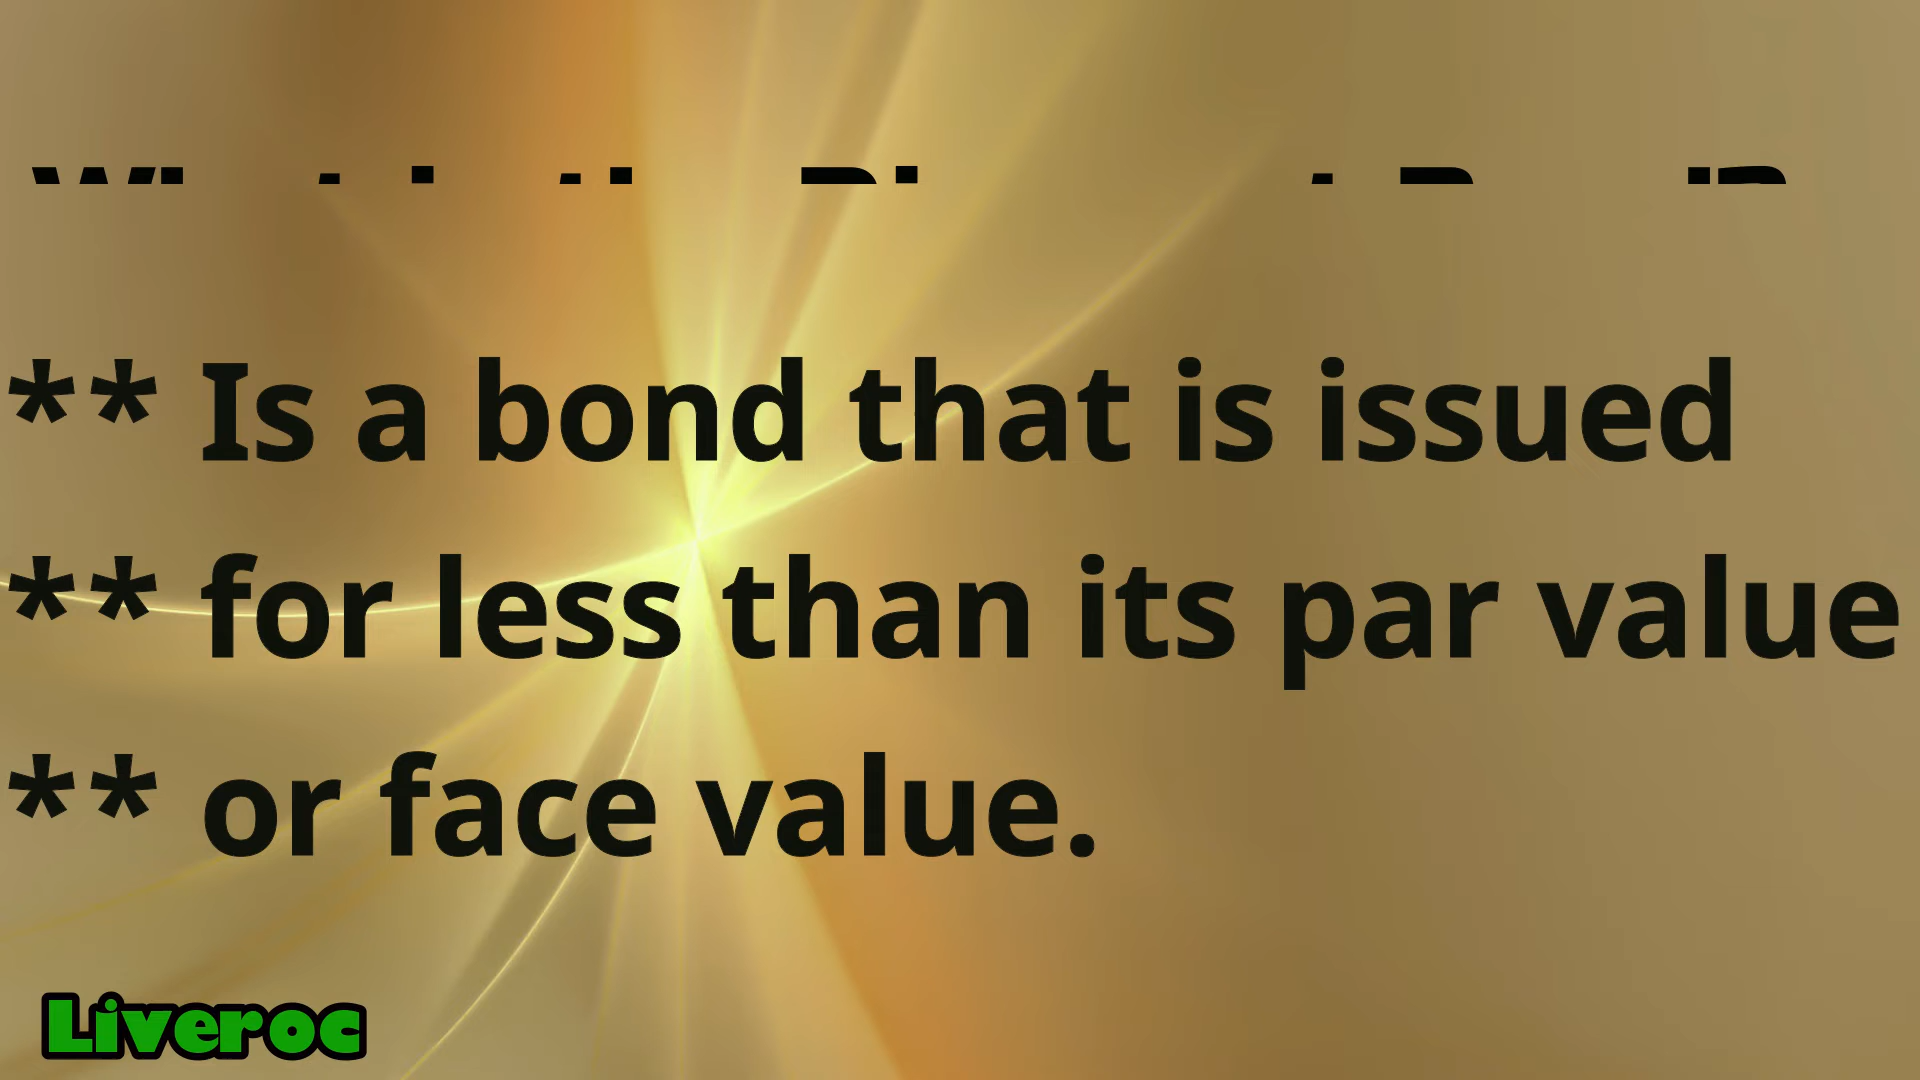 ** Is a bond that is issued
** for less than its par value
** or face value.
Liveroc